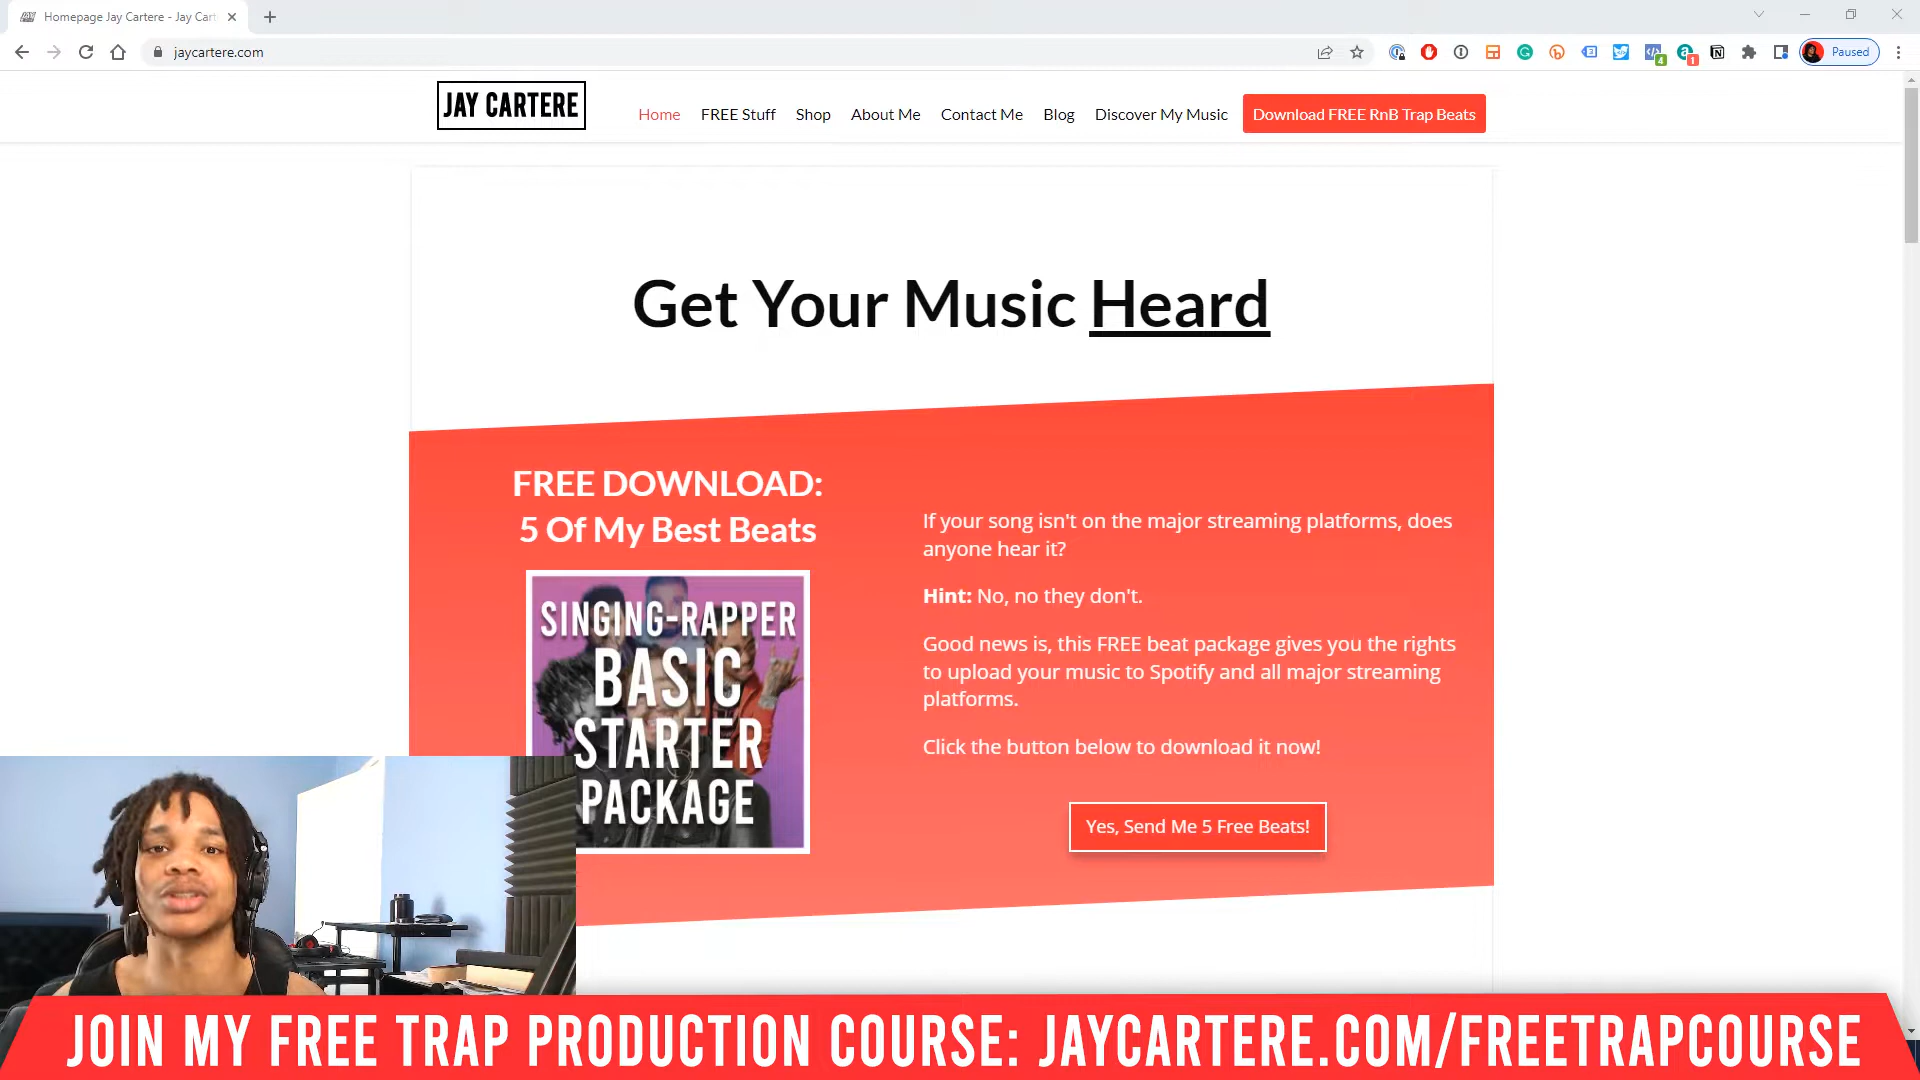 Homepage Jay Cartere - Jay Cart
jaycartere.com
Paused
JAY CARTERE
Home
FREE Stuff
Shop
About Me
Contact Me
Blog
Discover My Music
Download FREE RnB Trap Beats
Get Your Music Heard
FREE DOWNLOAD:
5 Of My Best Beats
SINGING-RAPPER
BASIC
STARTER
PACKAGE
If your song isn't on the major streaming platforms, does
anyone hear it?
Hint: No, no they don't.
Good news is, this FREE beat package gives you the rights
to upload your music to Spotify and all major streaming
platforms.
Click the button below to download it now!
Yes, Send Me 5 Free Beats!
JOIN MY FREE TRAP PRODUCTION COURSE: JAYCARTERE.COM/FREETRAPCOURSE